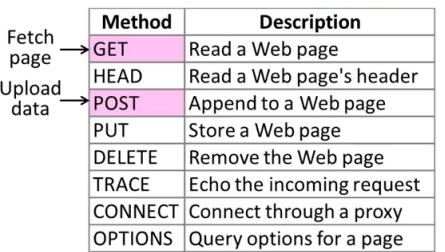 Method Description
Fetch page
GET Read a Web page
HEAD Read a Web page's header
Upload data
POST Append to a Web page
PUT Store a Web page
DELETE Remove the Web page
TRACE Echo the incoming request
CONNECT Connect through a proxy
OPTIONS Query options for a page